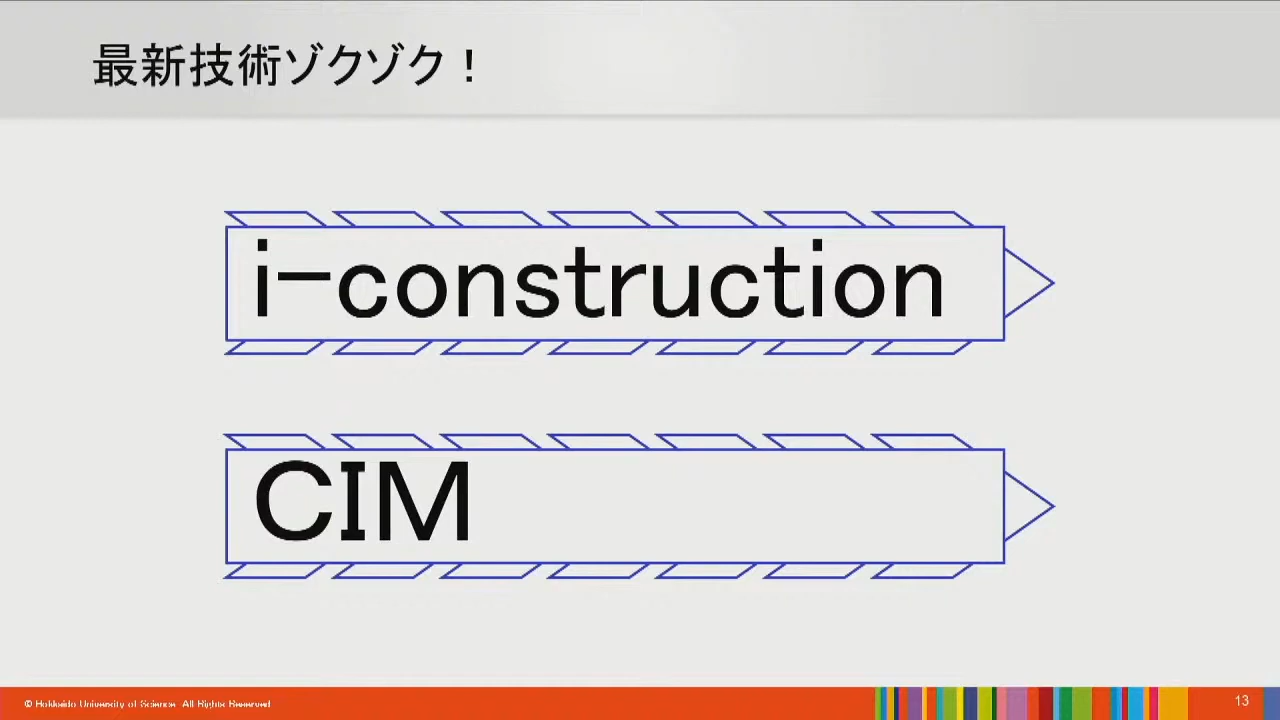 最新技術ゾクゾク！
i-construction
CIM
© Hokkaido University of Science. All Rights Reserved.
13